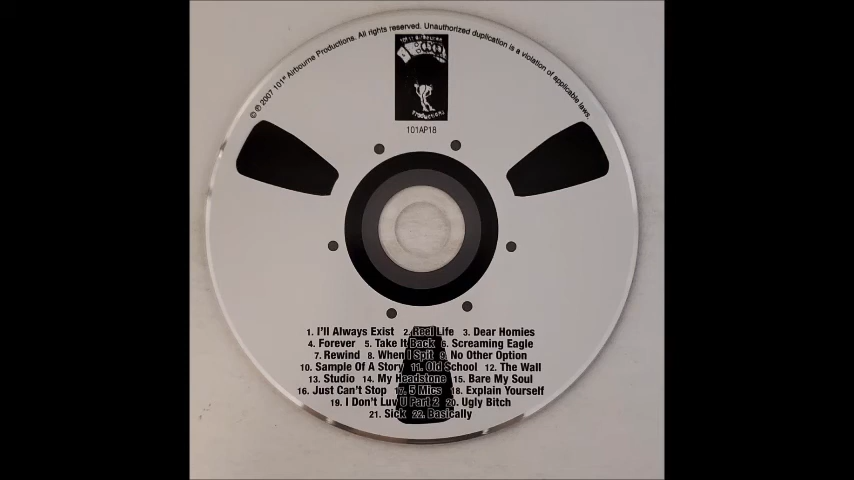 © ℗ 2007 101st Airbourne Productions. All rights reserved. Unauthorized duplication is a violation of applicable laws.
Productions
101AP18
1. I'll Always Exist 2. Reel Life 3. Dear Homies
4. Forever 5. Take It Back 6. Screaming Eagle
7. Rewind 8. When I Spit 9. No Other Option
10. Sample Of A Story 11. Old School 12. The Wall
13. Studio 14. My Headstone 15. Bare My Soul
16. Just Can't Stop 17. 5 Mics 18. Explain Yourself
19. I Don't Luv U Part 2 20. Ugly Bitch
21. Sick 22. Basically